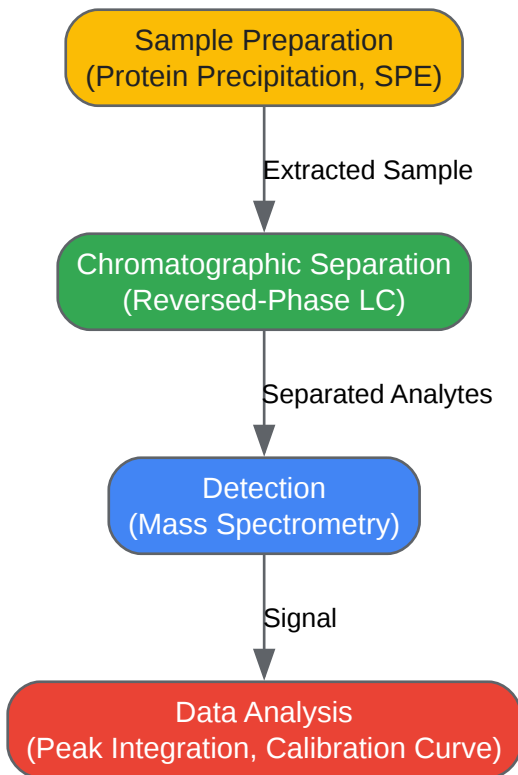 Sample Preparation
(Protein Precipitation, SPE)
Extracted Sample
Chromatographic Separation
(Reversed-Phase LC)
Separated Analytes
Detection
(Mass Spectrometry)
Signal
Data Analysis
(Peak Integration, Calibration Curve)